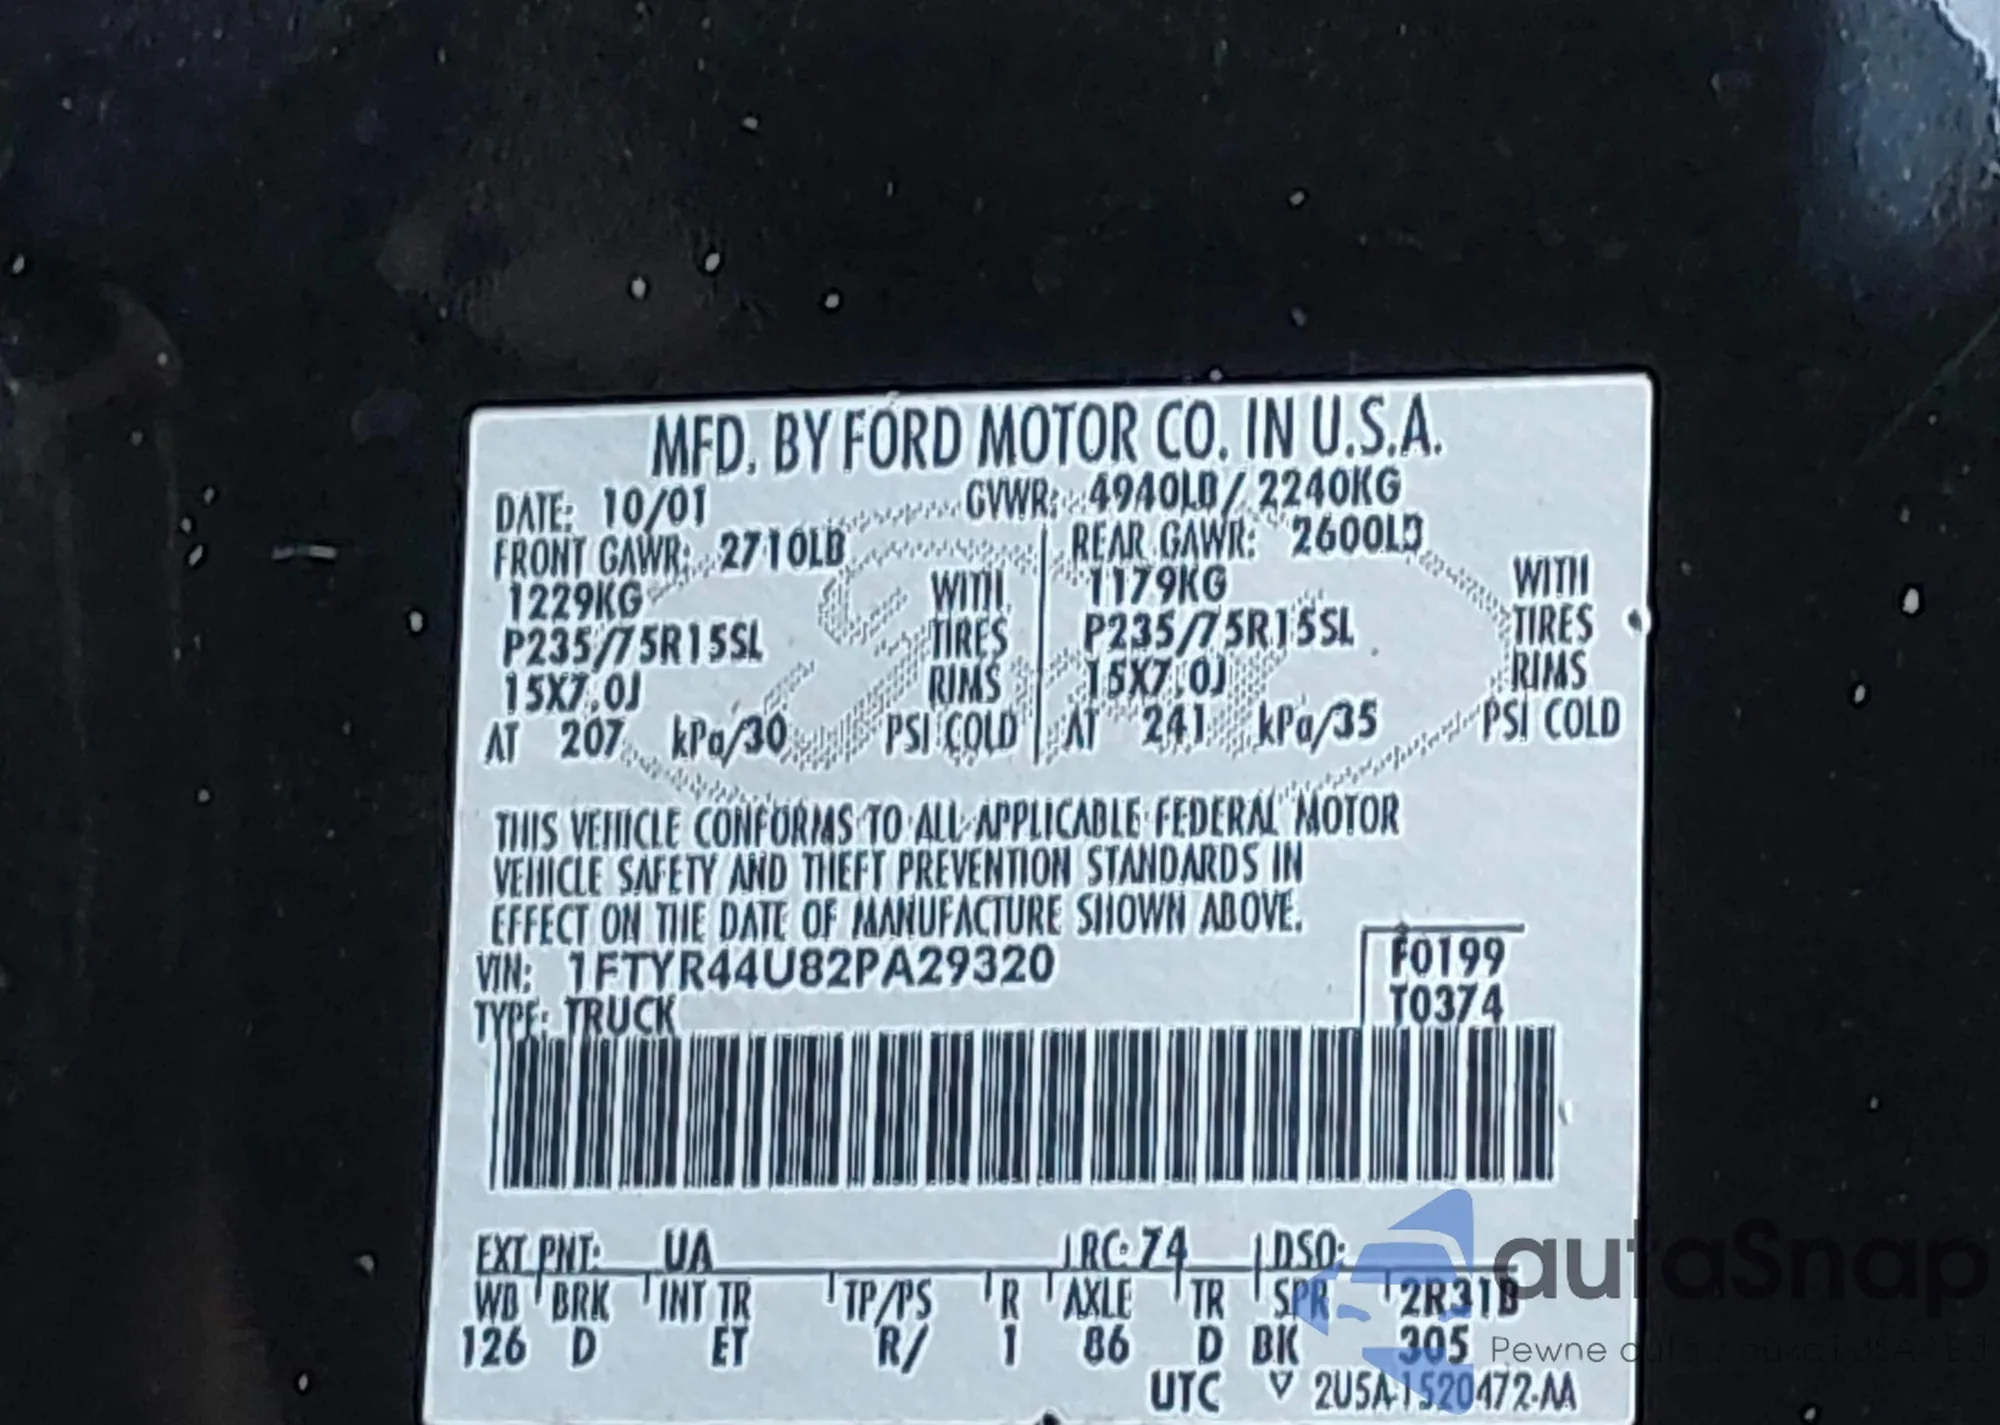 MFD. BY FORD MOTOR CO. IN U.S.A.
DATE: 10/01 GVWR: 4940LB / 2240KG
FRONT GAWR: 2710LB REAR GAWR: 2600LB
1229KG WITH 1179KG WITH
P235/75R15SL TIRES P235/75R15SL TIRES
15X7.0J RIMS 15X7.0J RIMS
AT 207 kPa/30 PSI COLD AT 241 kPa/35 PSI COLD
THIS VEHICLE CONFORMS TO ALL APPLICABLE FEDERAL MOTOR
VEHICLE SAFETY AND THEFT PREVENTION STANDARDS IN
EFFECT ON THE DATE OF MANUFACTURE SHOWN ABOVE.
VIN: 1FTYR44U82PA29320 F0199
TYPE: TRUCK T0374
EXT PNT: UA RC: 74 DSO:
WB BRK INT TR TP/PS R AXLE TR SPR 2R31B
126 D ET R/ 1 86 D BK 305
UTC ▽ 2U5A-1520472-AA
autaSnap
Pewne auta z aukcji USA